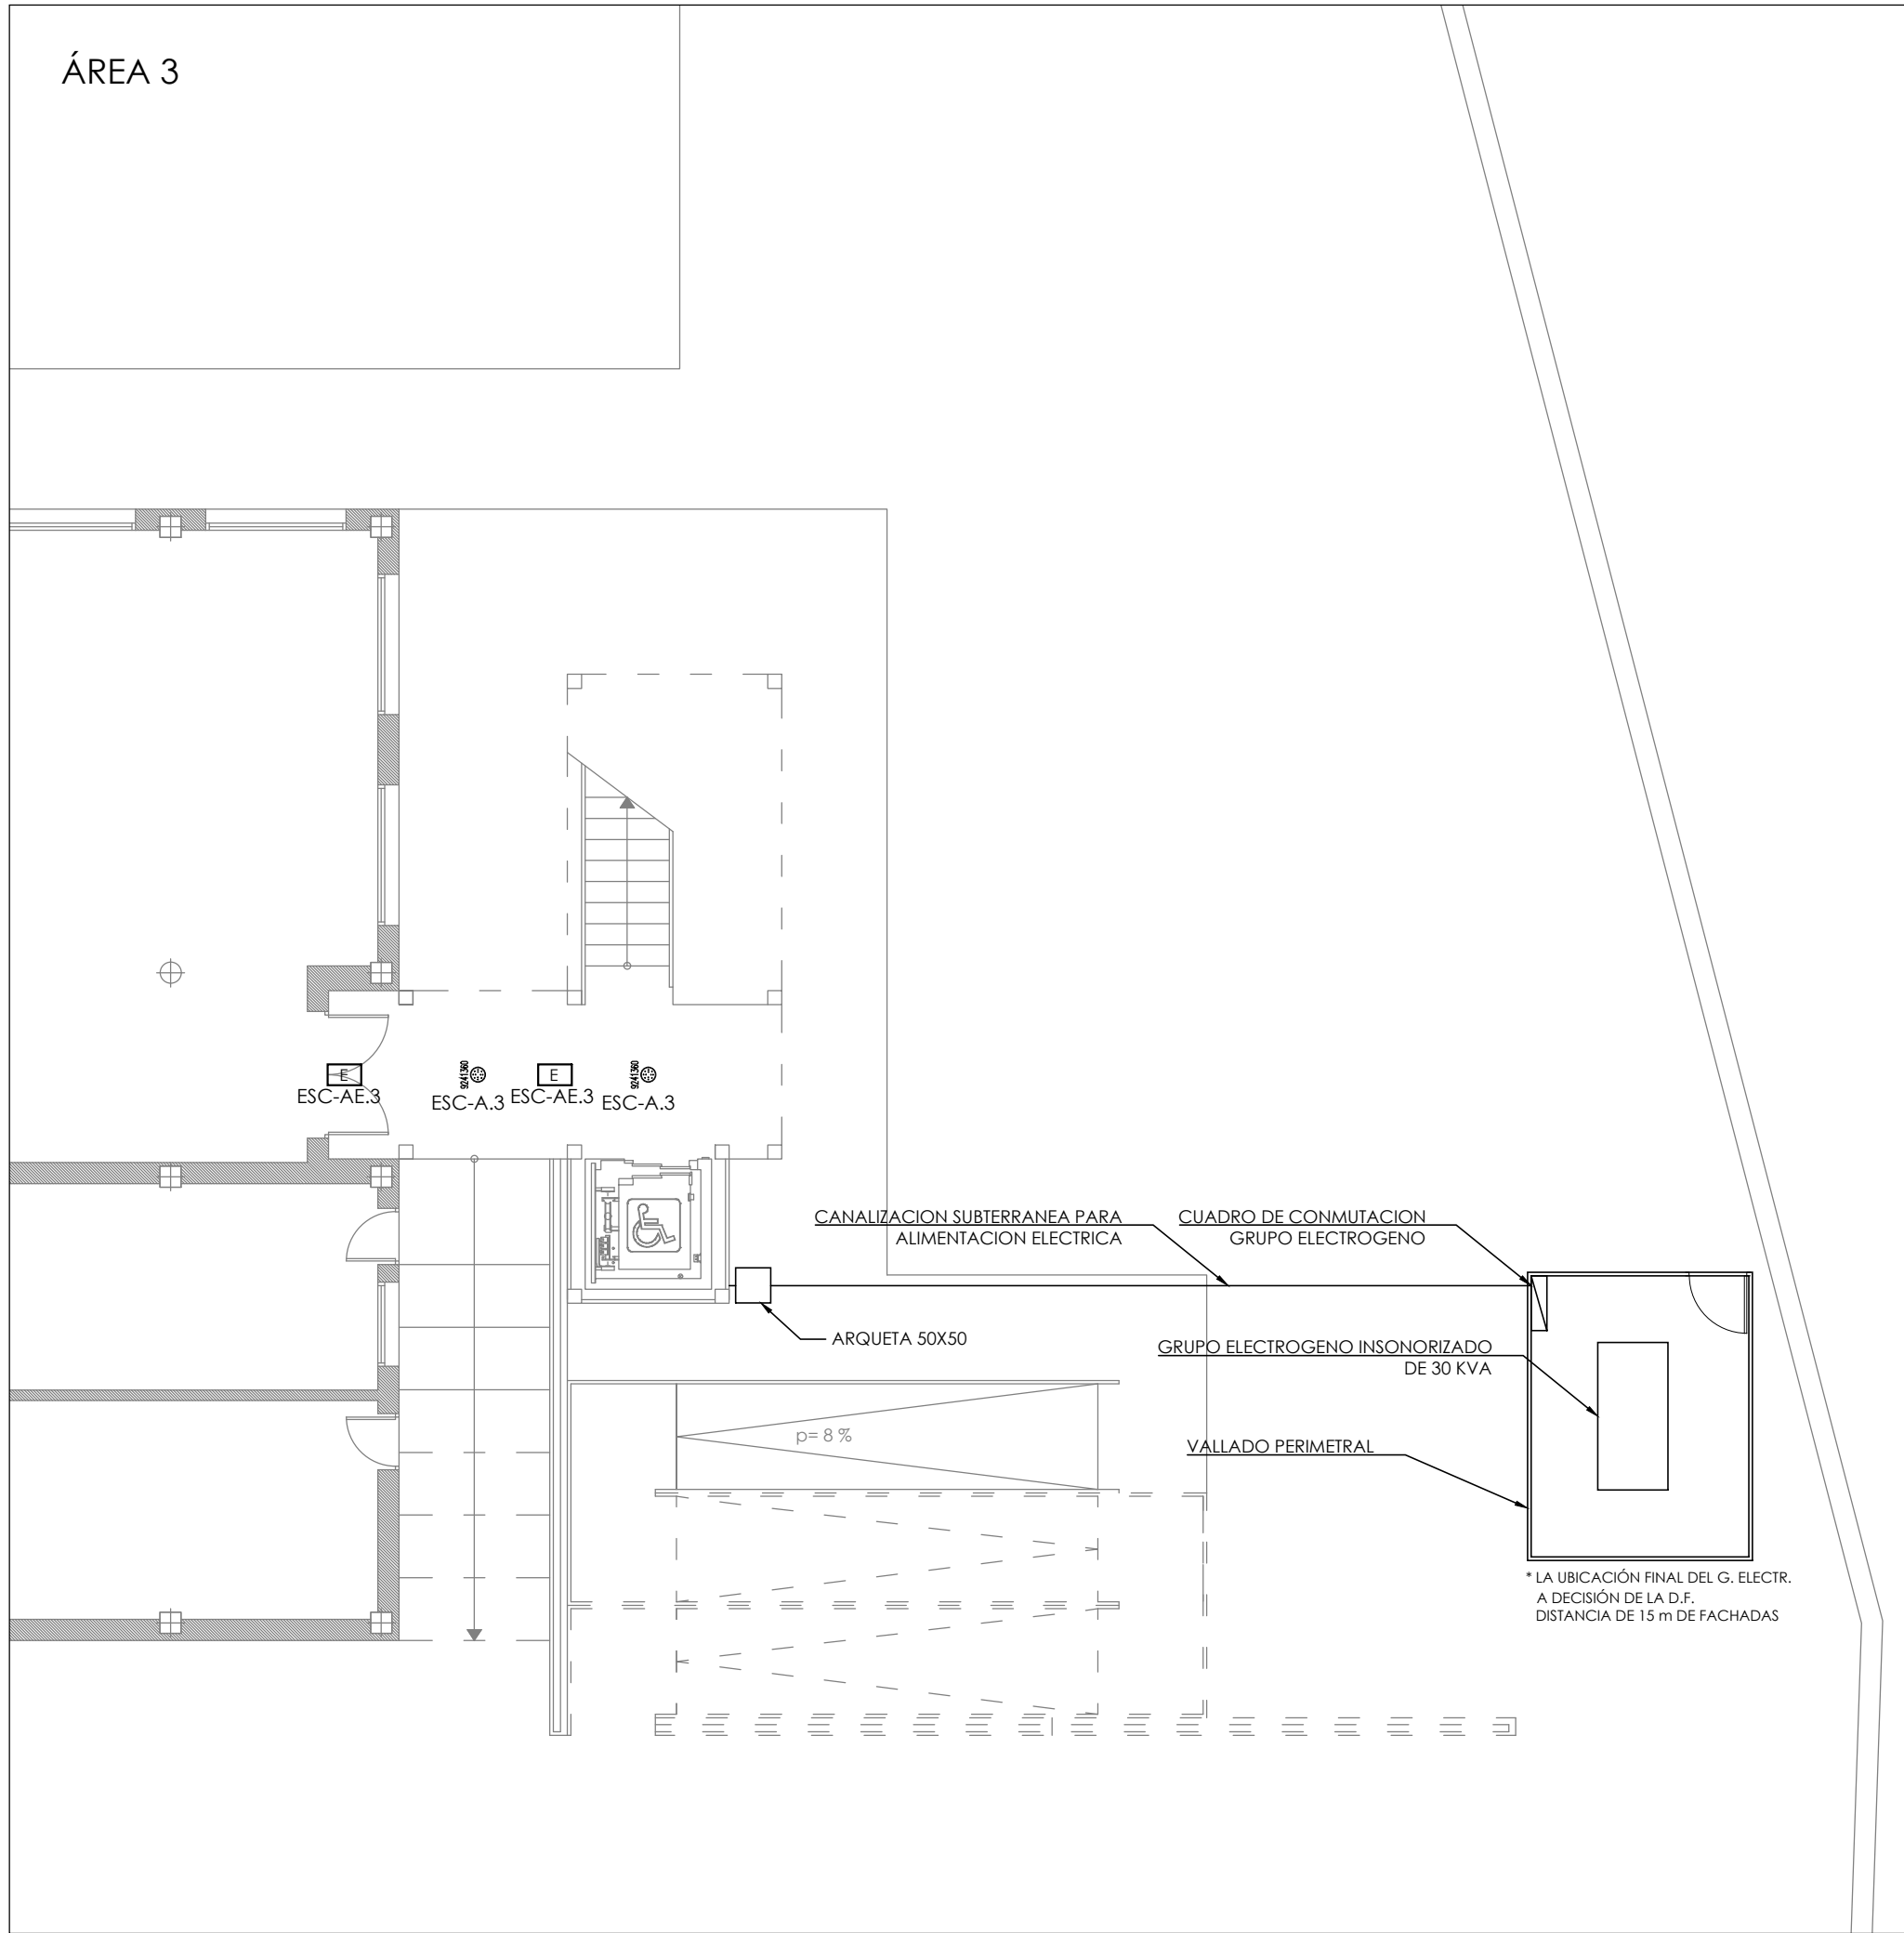 ÁREA 3
E
ESC-AE.3
9241360
ESC-A.3
E
ESC-AE.3
9241360
ESC-A.3
CANALIZACION SUBTERRANEA PARA
ALIMENTACION ELECTRICA
CUADRO DE CONMUTACION
GRUPO ELECTROGENO
ARQUETA 50X50
GRUPO ELECTROGENO INSONORIZADO
DE 30 KVA
p= 8 %
VALLADO PERIMETRAL
* LA UBICACIÓN FINAL DEL G. ELECTR.
A DECISIÓN DE LA D.F.
DISTANCIA DE 15 m DE FACHADAS